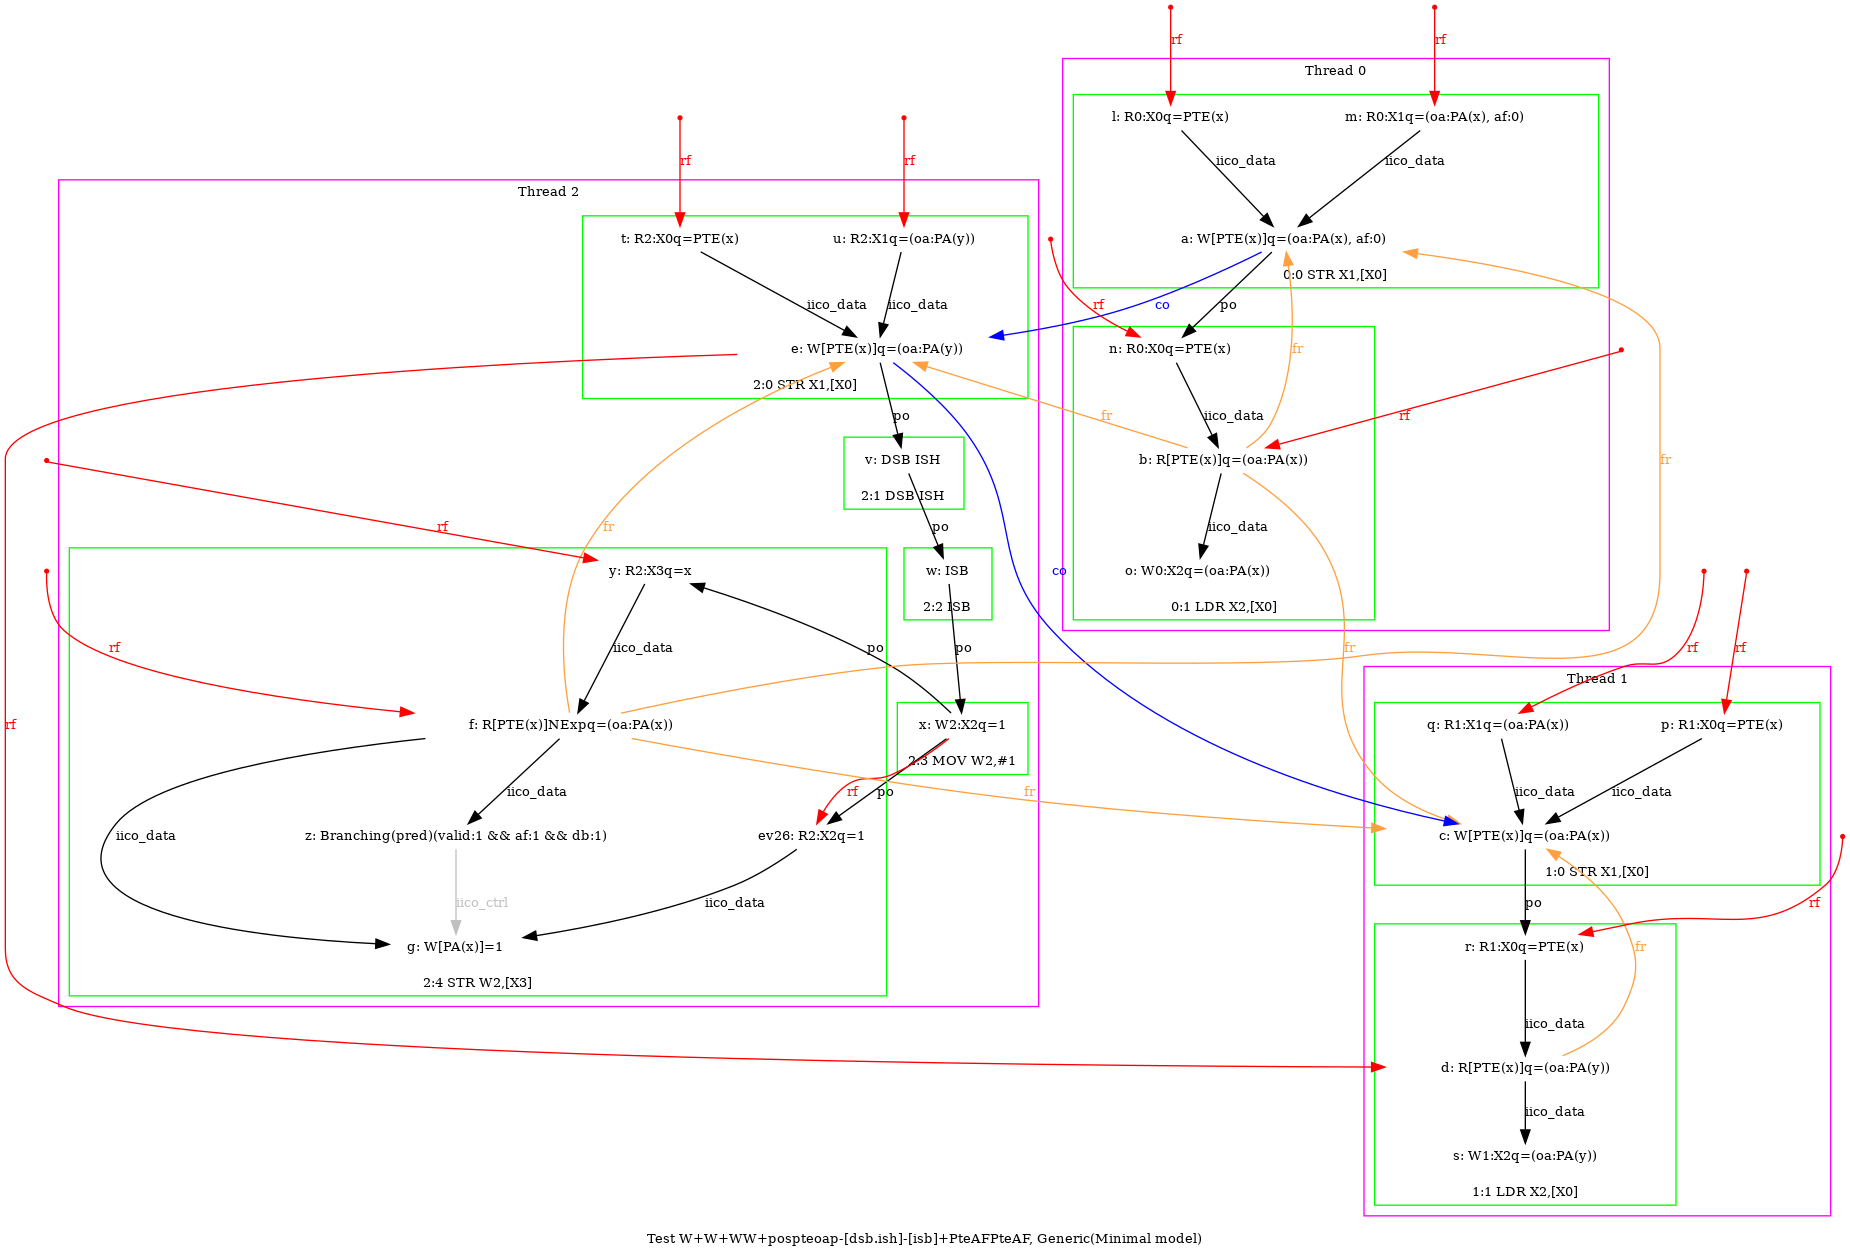 rf
rf
Thread 0
l: R0:X0q=PTE(x)
m: R0:X1q=(oa:PA(x), af:0)
rf
rf
iico_data
iico_data
Thread 2
t: R2:X0q=PTE(x)
u: R2:X1q=(oa:PA(y))
a: W[PTE(x)]q=(oa:PA(x), af:0)
0:0 STR X1,[X0]
iico_data
iico_data
rf
co
po
e: W[PTE(x)]q=(oa:PA(y))
n: R0:X0q=PTE(x)
fr
2:0 STR X1,[X0]
po
fr
iico_data
rf
v: DSB ISH
b: R[PTE(x)]q=(oa:PA(x))
fr
2:1 DSB ISH
rf
fr
po
iico_data
y: R2:X3q=x
w: ISB
co
o: W0:X2q=(oa:PA(x))
2:2 ISB
0:1 LDR X2,[X0]
rf
iico_data
po
po
fr
rf
rf
Thread 1
rf
f: R[PTE(x)]NExpq=(oa:PA(x))
x: W2:X2q=1
q: R1:X1q=(oa:PA(x))
p: R1:X0q=PTE(x)
2:3 MOV W2,#1
iico_data
rf
po
fr
iico_data
iico_data
iico_data
z: Branching(pred)(valid:1 && af:1 && db:1)
ev26: R2:X2q=1
c: W[PTE(x)]q=(oa:PA(x))
1:0 STR X1,[X0]
iico_ctrl
iico_data
po
rf
g: W[PA(x)]=1
r: R1:X0q=PTE(x)
fr
2:4 STR W2,[X3]
iico_data
d: R[PTE(x)]q=(oa:PA(y))
iico_data
s: W1:X2q=(oa:PA(y))
1:1 LDR X2,[X0]
Test W+W+WW+pospteoap-[dsb.ish]-[isb]+PteAFPteAF, Generic(Minimal model)